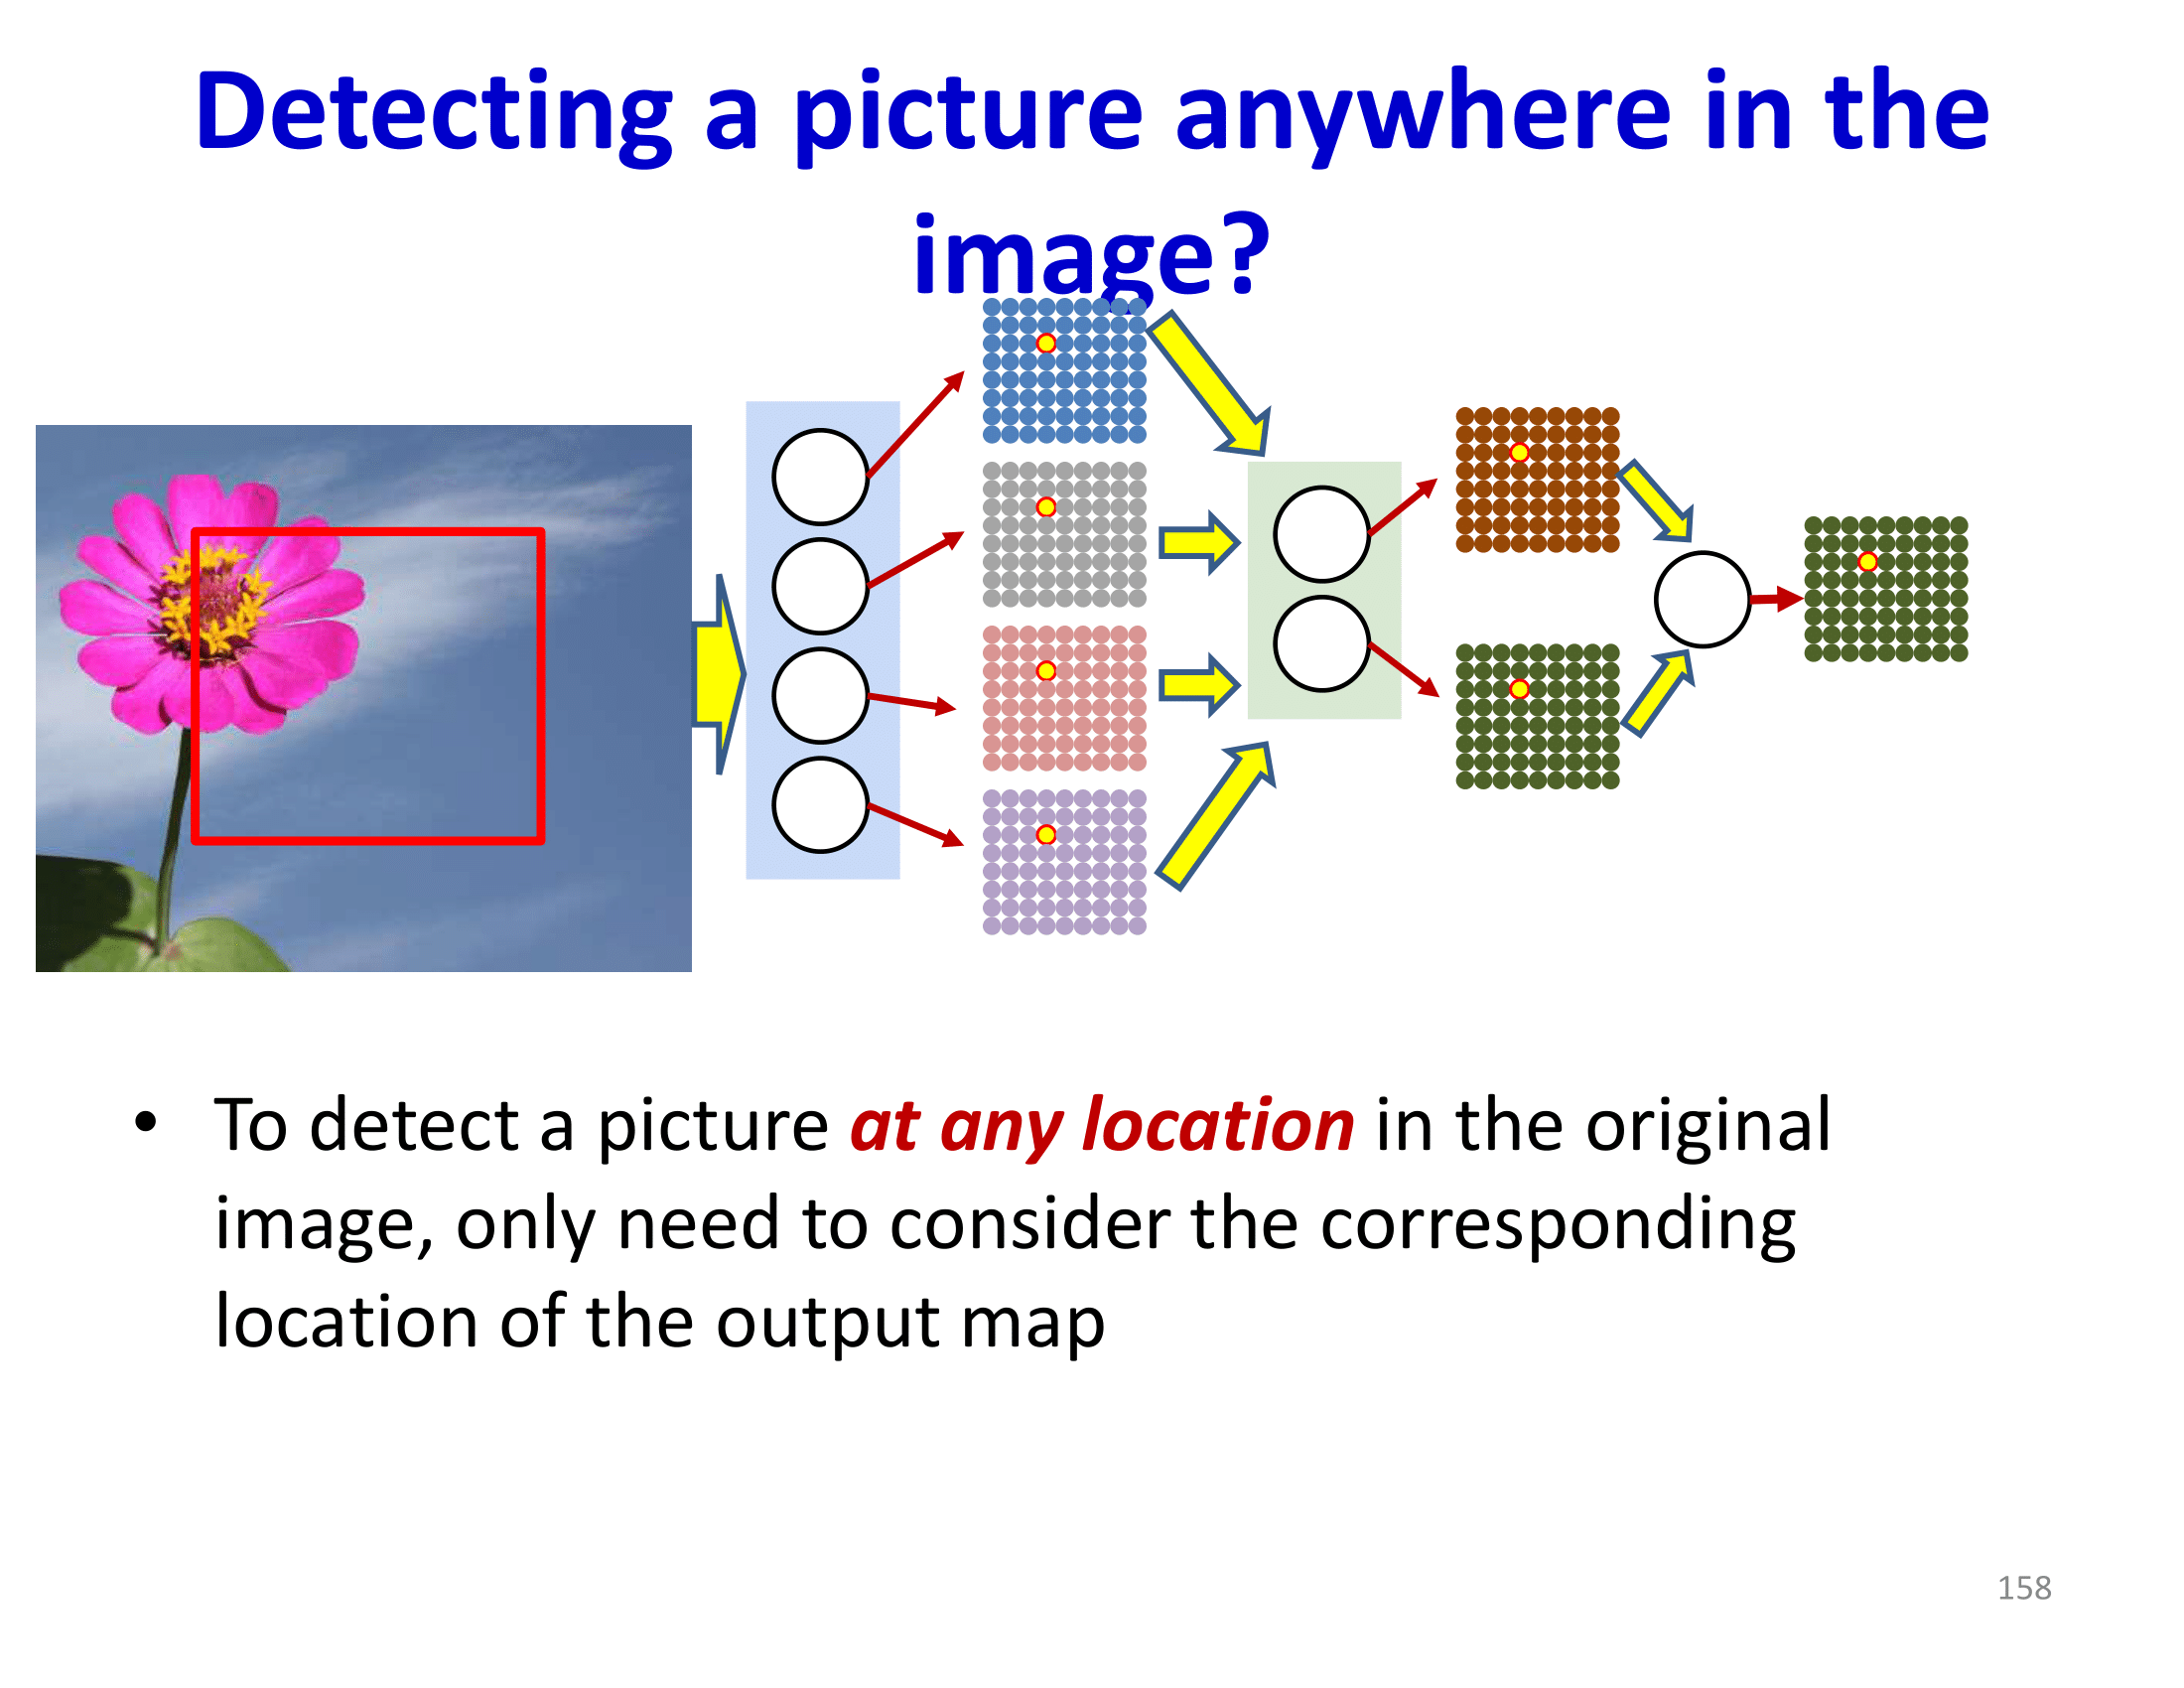 Detecting a picture anywhere in the
image?
• To detect a picture at any location in the original
image, only need to consider the corresponding
location of the output map
158